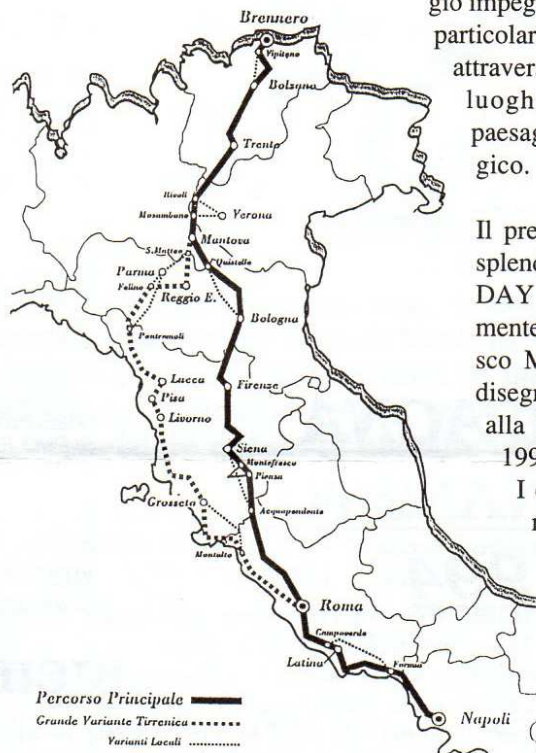 Brennero
Vipiteno
Bolzano
Trento
Rivoli
Mozambano
Verona
Mantova
S. Matteo
Quistello
Parma
Felino
Reggio E.
Bologna
Pontremoli
Lucca
Pisa
Livorno
Firenze
Siena
Montefresco
Pienza
Grosseto
Acquapendente
Montalto
Roma
Campoverde
Latina
Formia
Napoli
Percorso Principale
Grande Variante Tirrenica
Varianti Locali
gio impeg
particolar
attravers
luogh
paesag
gico.
Il pre
splend
DAY
mente
sco M
disegn
alla
199
I